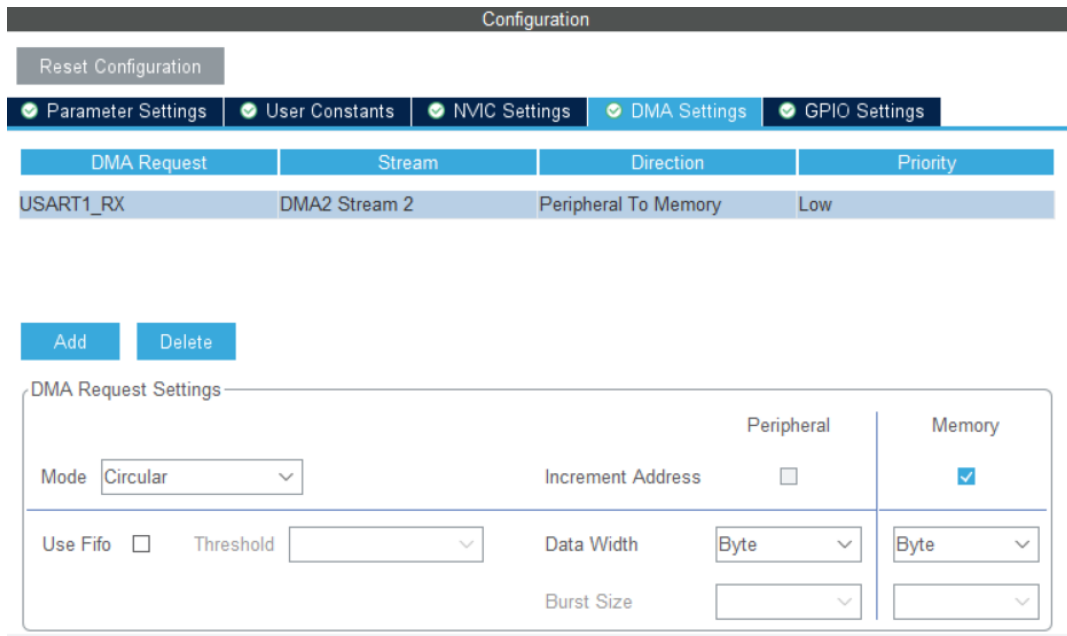 Configuration
Reset Configuration
Parameter Settings User Constants NVIC Settings DMA Settings GPIO Settings
DMA Request Stream Direction Priority
USART1_RX DMA2 Stream 2 Peripheral To Memory Low
Add Delete
DMA Request Settings
Peripheral Memory
Mode Circular Increment Address
Use Fifo Threshold Data Width Byte Byte
Burst Size